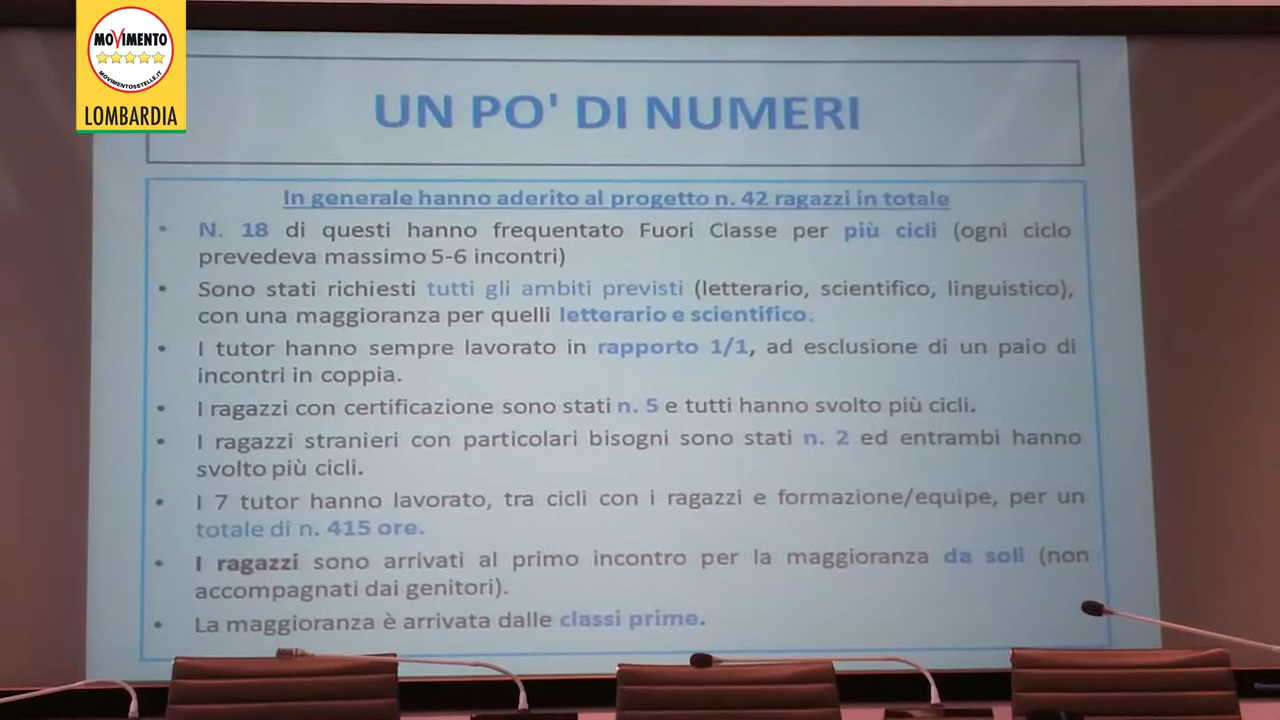 MOVIMENTO
MOVIMENTO5STELLE.IT
LOMBARDIA
UN PO' DI NUMERI
In generale hanno aderito al progetto n. 42 ragazzi in totale
• N. 18 di questi hanno frequentato Fuori Classe per più cicli (ogni ciclo
prevedeva massimo 5-6 incontri)
• Sono stati richiesti tutti gli ambiti previsti (letterario, scientifico, linguistico),
con una maggioranza per quelli letterario e scientifico.
• I tutor hanno sempre lavorato in rapporto 1/1, ad esclusione di un paio di
incontri in coppia.
• I ragazzi con certificazione sono stati n. 5 e tutti hanno svolto più cicli.
• I ragazzi stranieri con particolari bisogni sono stati n. 2 ed entrambi hanno
svolto più cicli.
• I 7 tutor hanno lavorato, tra cicli con i ragazzi e formazione/equipe, per un
totale di n. 415 ore.
• I ragazzi sono arrivati al primo incontro per la maggioranza da soli (non
accompagnati dai genitori).
• La maggioranza è arrivata dalle classi prime.